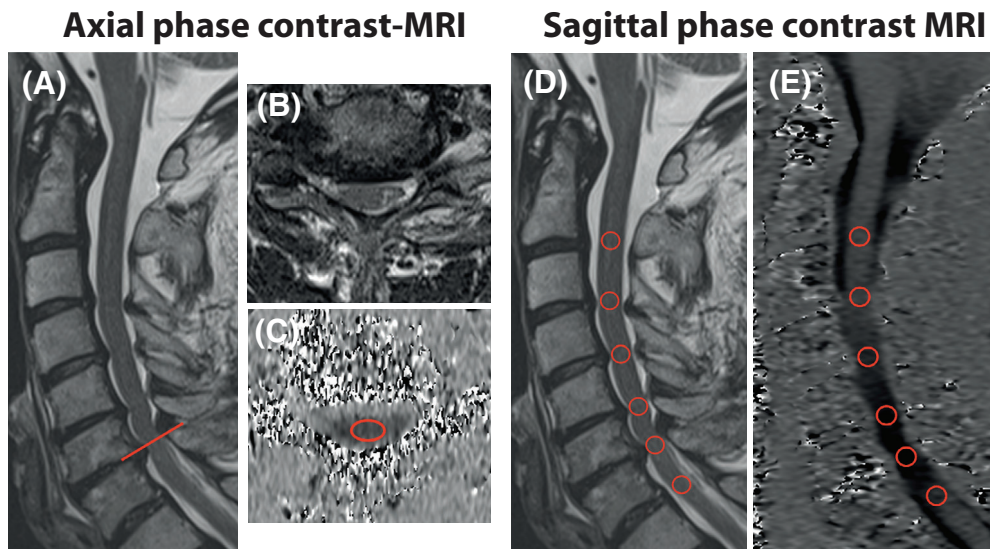 Axial phase contrast-MRI
Sagittal phase contrast MRI
(A)
(B)
(C)
(D)
(E)